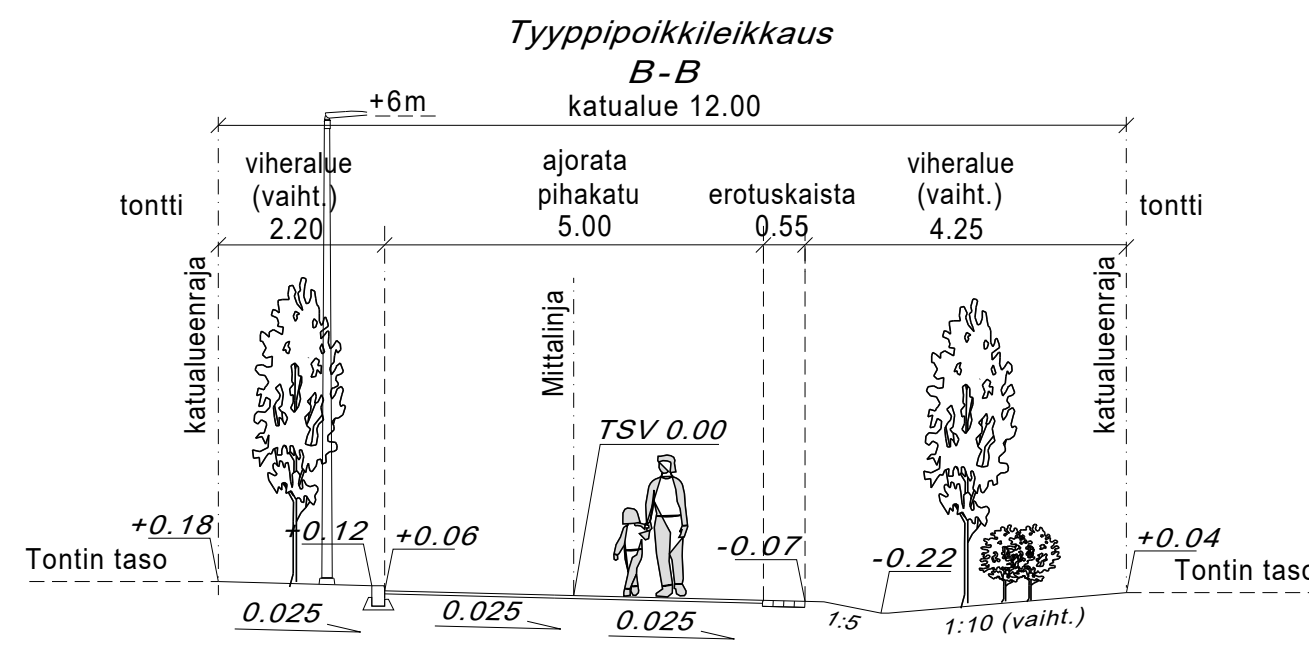 Tyyppipoikkileikkaus
B-B
+6m
katualue 12.00
viheralue
(vaiht.)
2.20
ajorata
pihakatu
5.00
erotuskaista
0.55
viheralue
(vaiht.)
4.25
tontti
tontti
katualueenraja
Mittalinja
katualueenraja
TSV 0.00
+0.18
+0.12
+0.06
-0.07
-0.22
+0.04
Tontin taso
Tontin taso
0.025
0.025
0.025
1:5
1:10 (vaiht.)